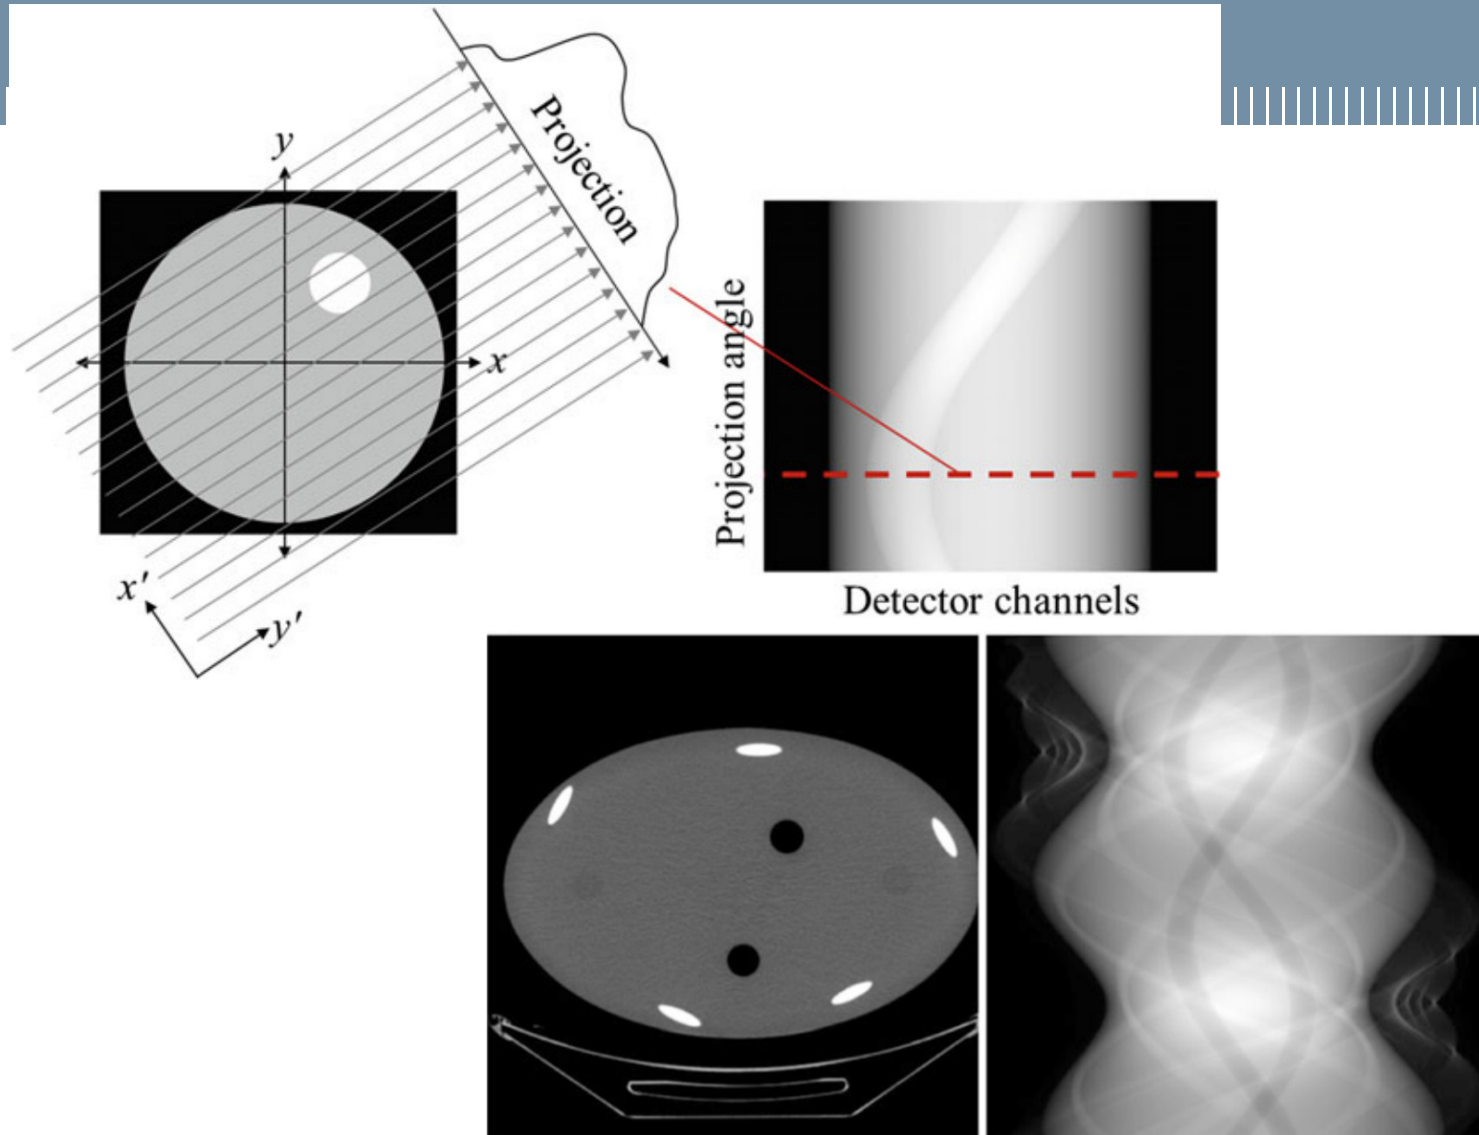 Projection
y
x
x′
y′
Projection angle
Detector channels